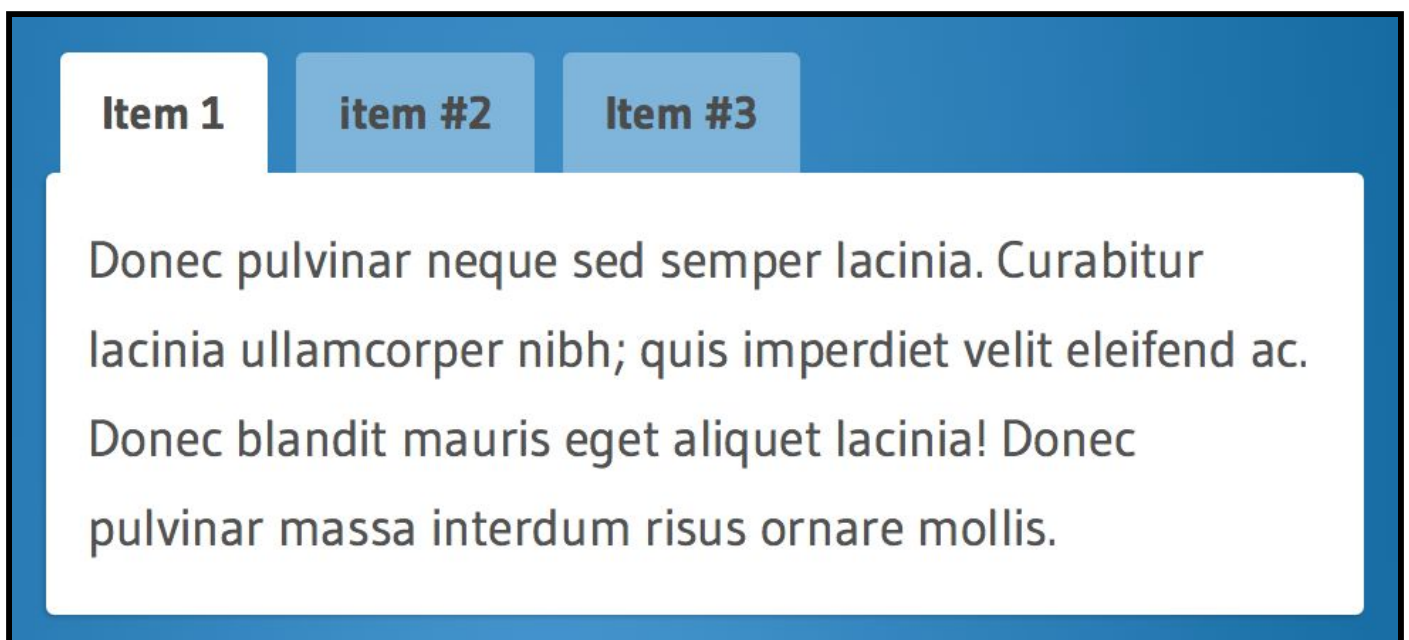 Item 1 item #2 Item #3
Donec pulvinar neque sed semper lacinia. Curabitur
lacinia ullamcorper nibh; quis imperdiet velit eleifend ac.
Donec blandit mauris eget aliquet lacinia! Donec
pulvinar massa interdum risus ornare mollis.